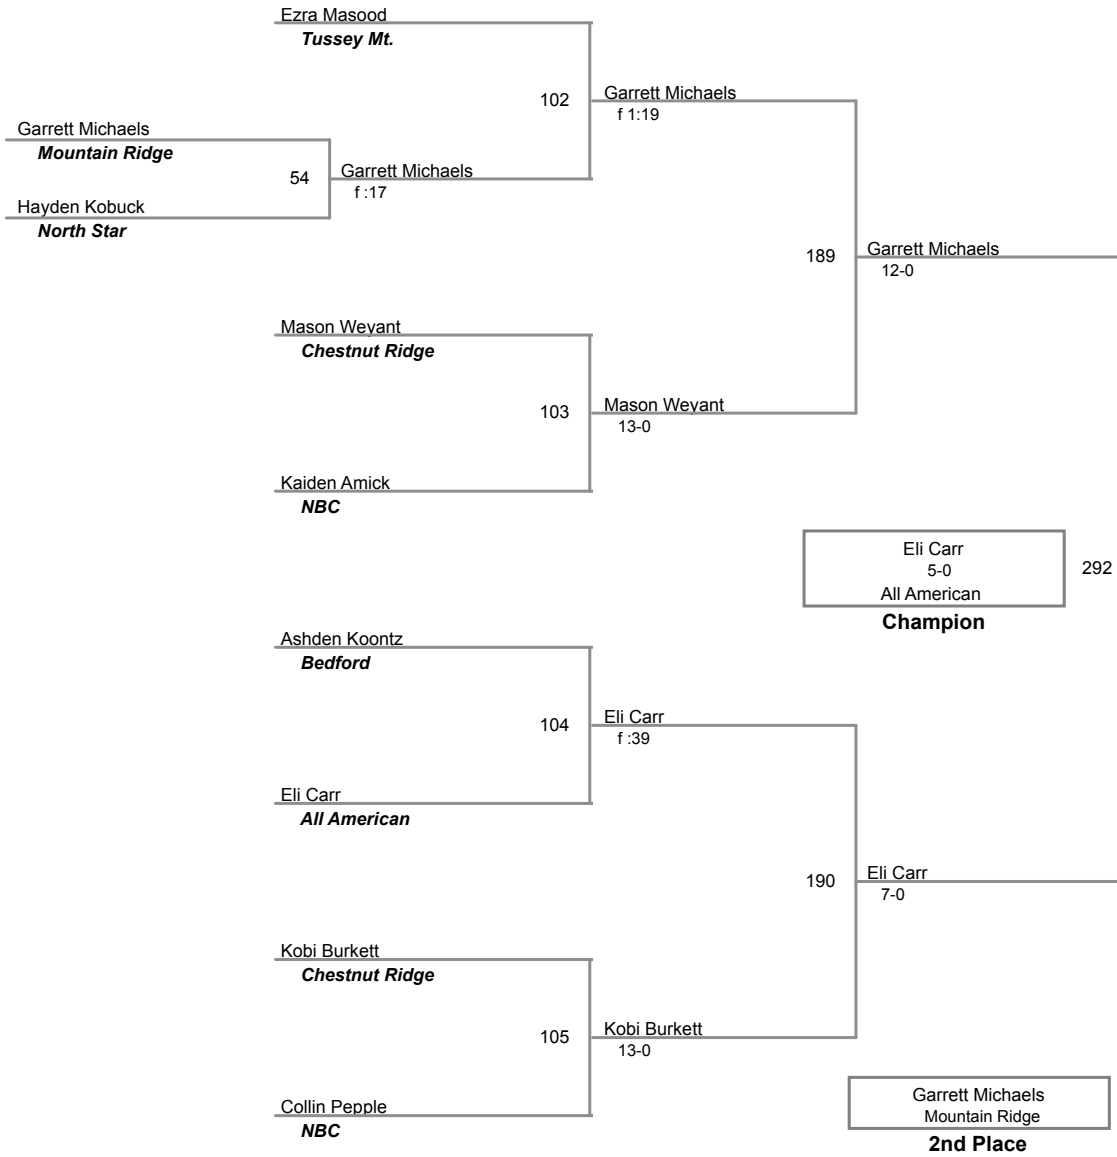 Ezra Masood
Tussey Mt.
102
Garrett Michaels
f 1:19
Garrett Michaels
Mountain Ridge
54
Garrett Michaels
f :17
Hayden Kobuck
North Star
189
Garrett Michaels
12-0
Mason Weyant
Chestnut Ridge
103
Mason Weyant
13-0
Kaiden Amick
NBC
Eli Carr
5-0
All American
292
Champion
Ashden Koontz
Bedford
104
Eli Carr
f :39
Eli Carr
All American
190
Eli Carr
7-0
Kobi Burkett
Chestnut Ridge
105
Kobi Burkett
13-0
Collin Pepple
NBC
Garrett Michaels
Mountain Ridge
2nd Place